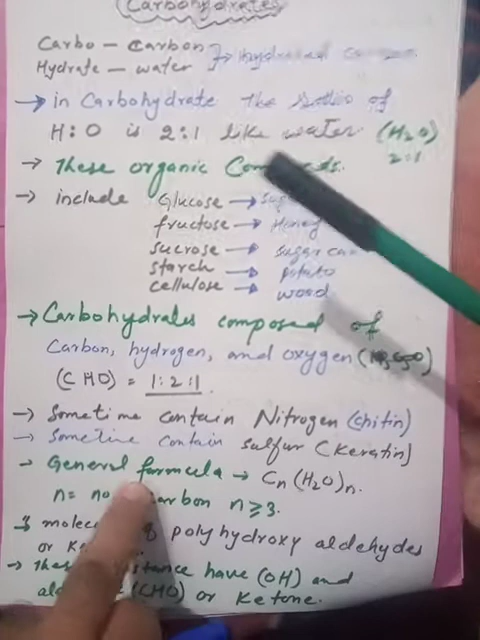 Carbohydrates
Carbo - Carbon
Hydrate - water } → Hydrated
→ in Carbohydrate the Ratio of
H:O is 2:1 like water. (H₂O)
2:1
→ These organic
→ include Glucose →
fructose → Honey
sucrose → sugar
starch → potato
cellulose → wood
→ Carbohydrates composed of
Carbon, hydrogen, and oxygen
(CHO) = 1:2:1.
→ Sometime contain Nitrogen (chitin)
→ Sometime contain sulfur (Keratin)
→ General formula → Cn(H₂O)n.
n = no carbon n ≥ 3.
→ polyhydroxy aldehydes
or
→ have (OH) and
(CHO) or Ketone.